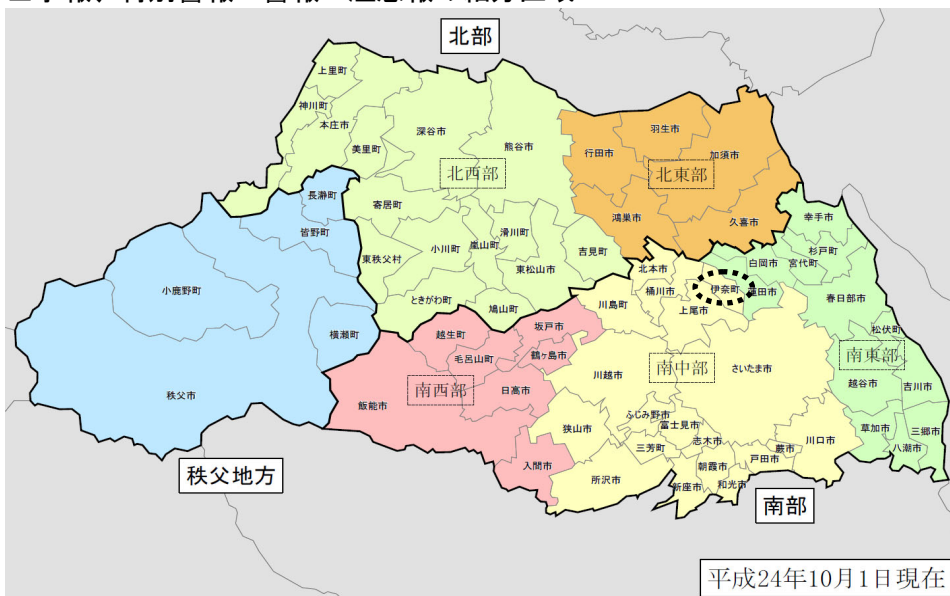 北部
上里町
神川町
本庄市
美里町
深谷市
熊谷市
北西部
寄居町
東秩父村
小川町
嵐山町
滑川町
東松山市
吉見町
ときがわ町
鳩山町
行田市
羽生市
加須市
北東部
鴻巣市
久喜市
長瀞町
皆野町
小鹿野町
横瀬町
秩父市
秩父地方
越生町
毛呂山町
坂戸市
鶴ヶ島市
南西部
日高市
飯能市
入間市
北本市
桶川市
伊奈町
上尾市
川島町
川越市
南中部
さいたま市
ふじみ野市
富士見市
狭山市
三芳町
志木市
所沢市
新座市
朝霞市
和光市
戸田市
蕨市
川口市
南部
幸手市
杉戸町
宮代町
白岡市
蓮田市
春日部市
松伏町
南東部
越谷市
吉川市
草加市
三郷市
八潮市
平成24年10月1日現在